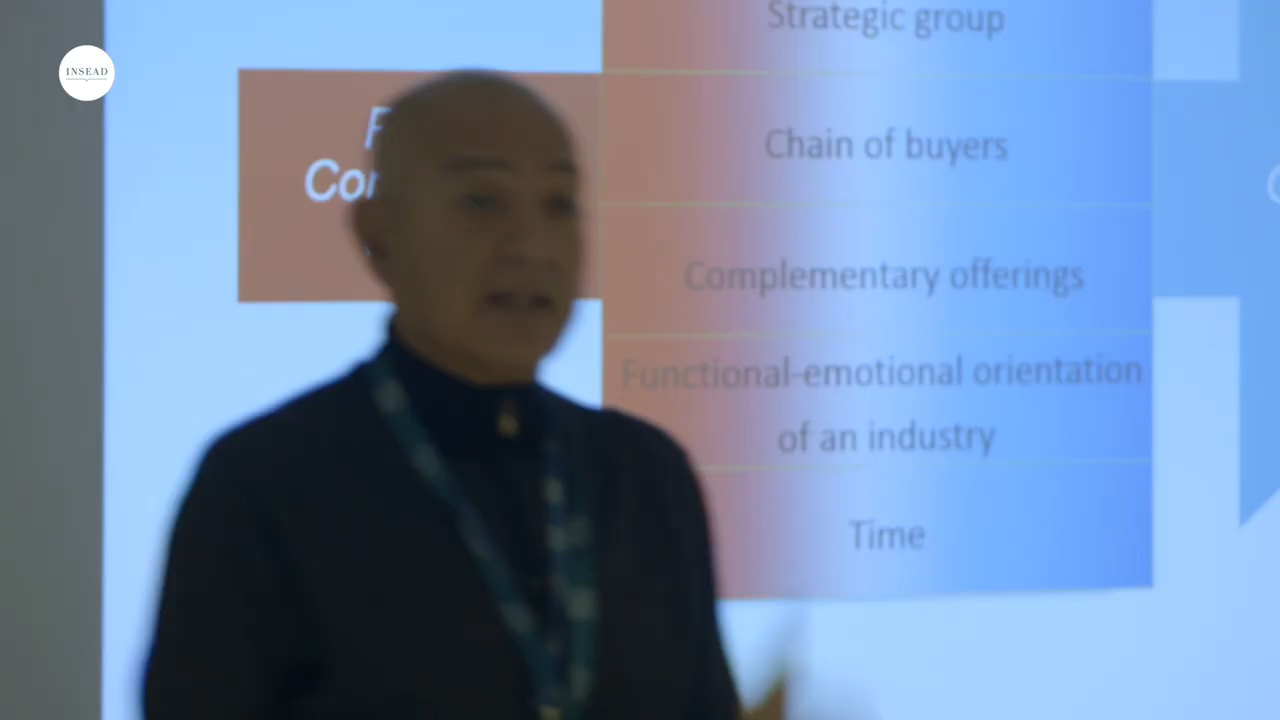 INSEAD
Strategic group
Chain of buyers
Complementary offerings
Functional-emotional orientation
of an industry
Time